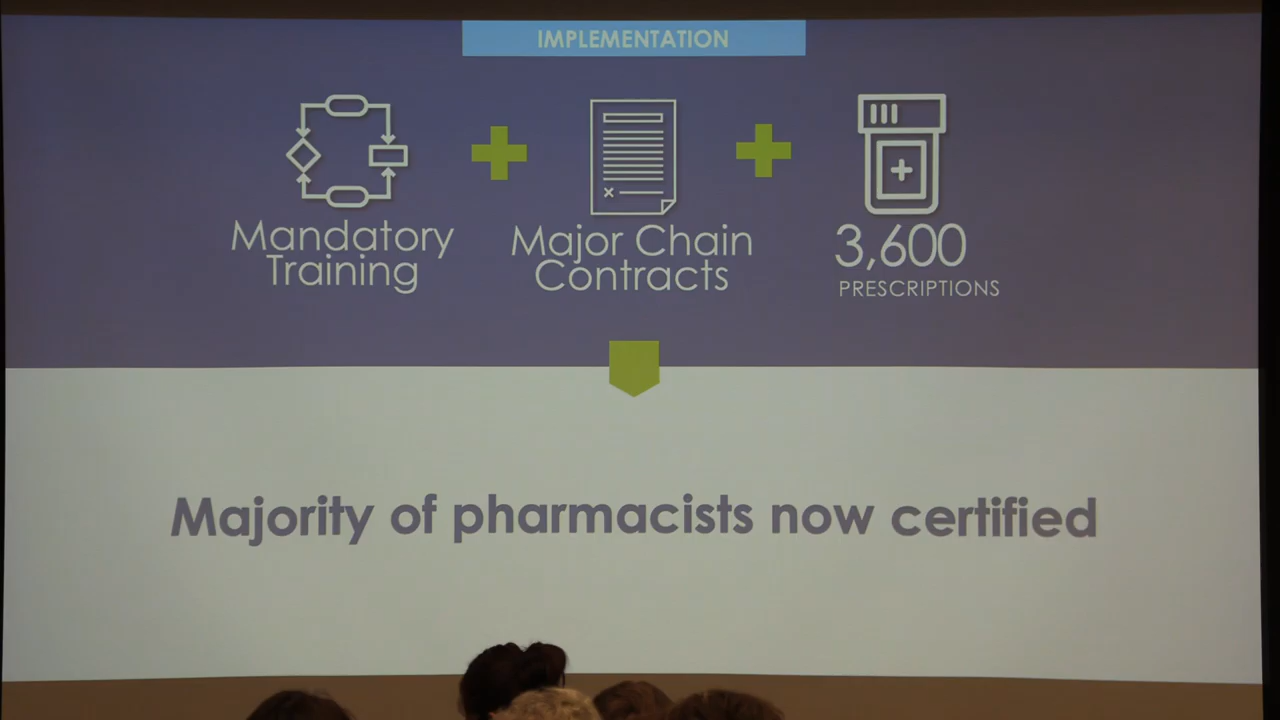 IMPLEMENTATION
Mandatory
Training
Major Chain
Contracts
3,600
PRESCRIPTIONS
Majority of pharmacists now certified